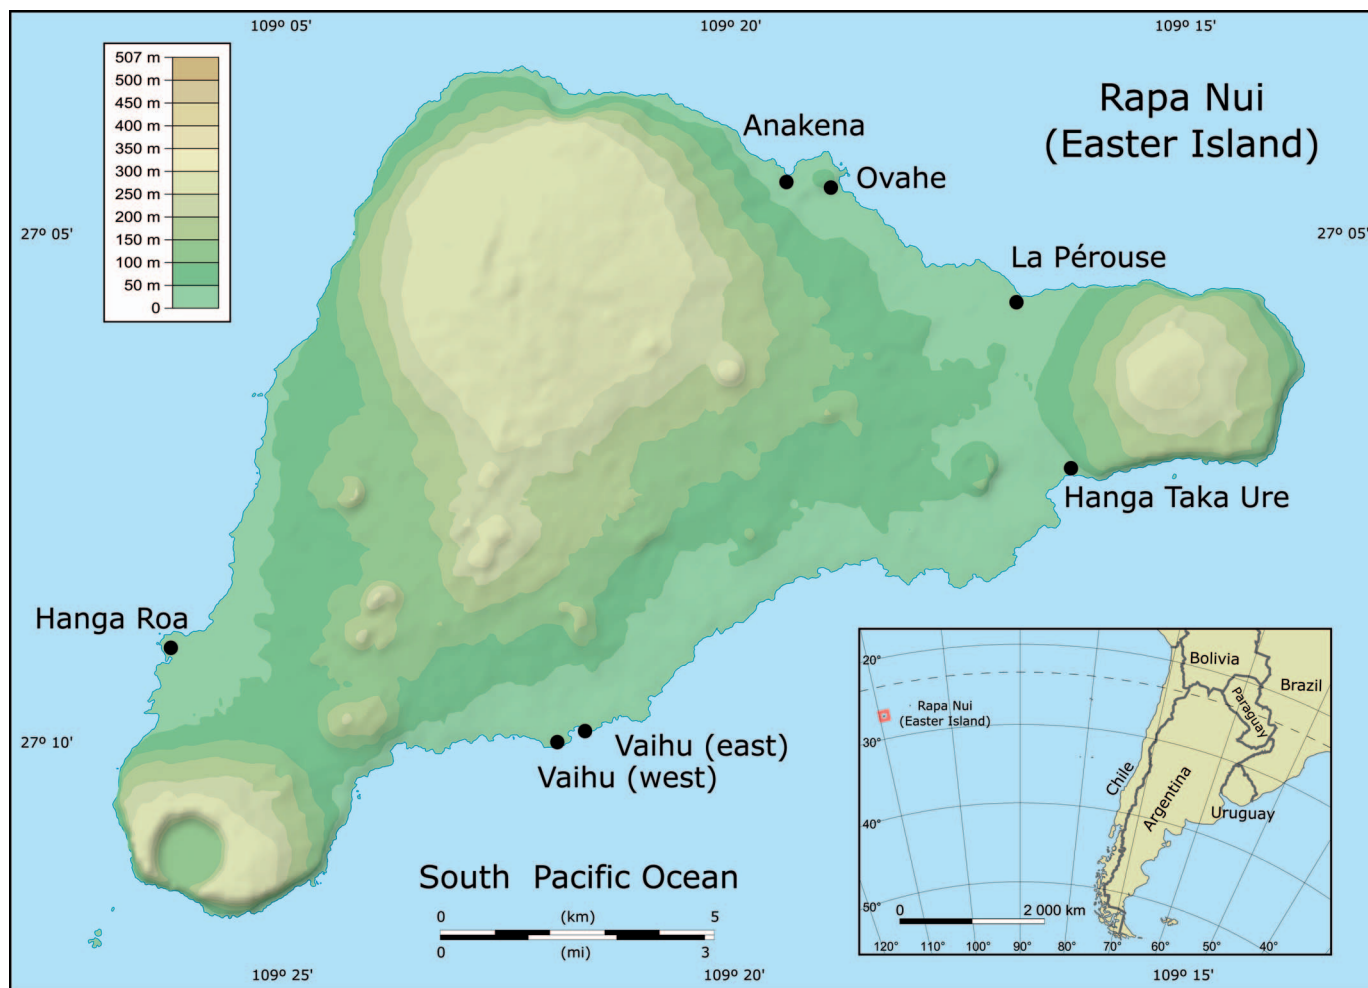 109º 05'
109º 20'
109º 15'
507 m
500 m
450 m
400 m
350 m
300 m
250 m
200 m
150 m
100 m
50 m
0
Rapa Nui
(Easter Island)
Anakena
Ovahe
27º 05'
27º 05'
La Pérouse
Hanga Taka Ure
Hanga Roa
27º 10'
Vaihu (east)
Vaihu (west)
South Pacific Ocean
0 (km) 5
0 (mi) 3
20°
30°
40°
50°
Rapa Nui
(Easter Island)
Bolivia
Brazil
Paraguay
Chile
Argentina
Uruguay
0 2 000 km
120° 110° 100° 90° 80° 70° 60° 50° 40°
109º 25'
109º 20'
109º 15'